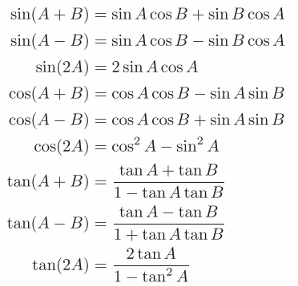 sin(A + B) = sin A cos B + sin B cos A
sin(A − B) = sin A cos B − sin B cos A
sin(2A) = 2 sin A cos A
cos(A + B) = cos A cos B − sin A sin B
cos(A − B) = cos A cos B + sin A sin B
cos(2A) = cos² A − sin² A
tan(A + B) = (tan A + tan B) / (1 − tan A tan B)
tan(A − B) = (tan A − tan B) / (1 + tan A tan B)
tan(2A) = (2 tan A) / (1 − tan² A)